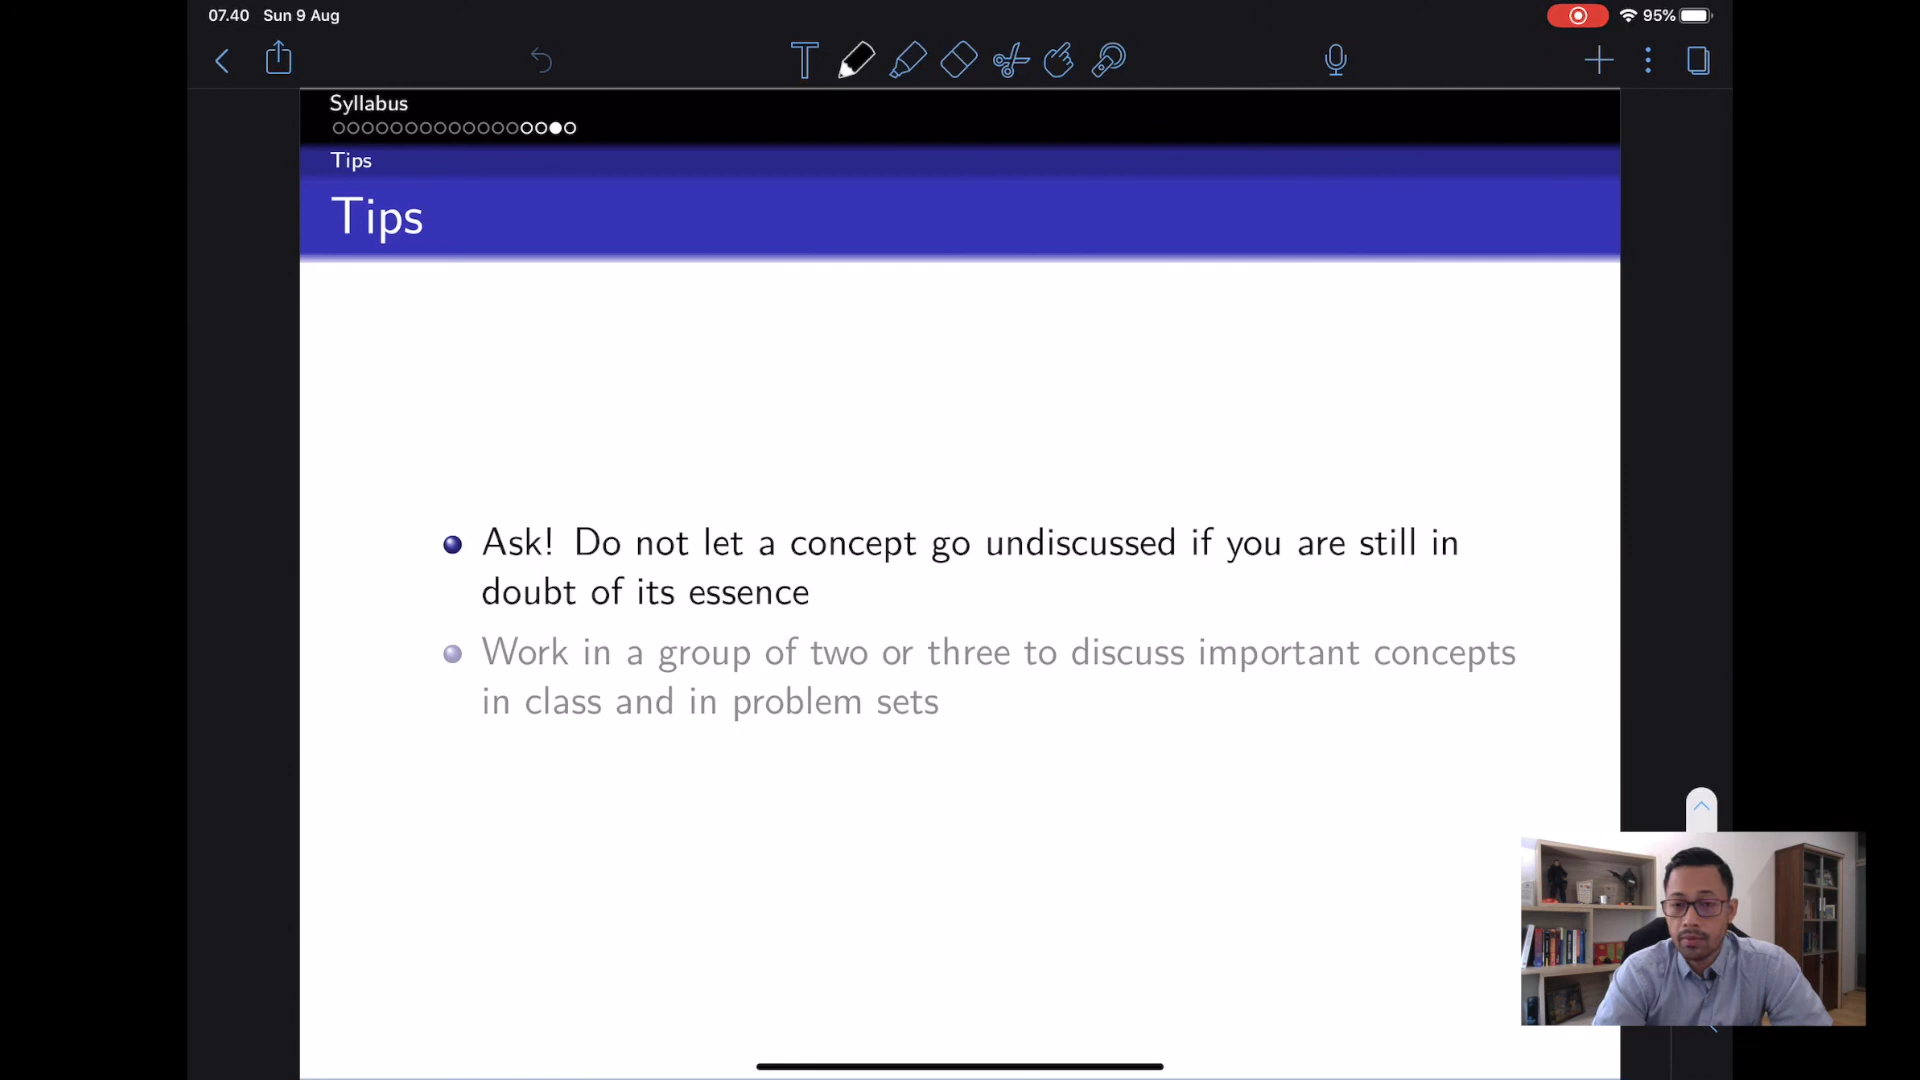 07.40 Sun 9 Aug
95%
Syllabus
Tips
Tips
Ask! Do not let a concept go undiscussed if you are still in
doubt of its essence
Work in a group of two or three to discuss important concepts
in class and in problem sets